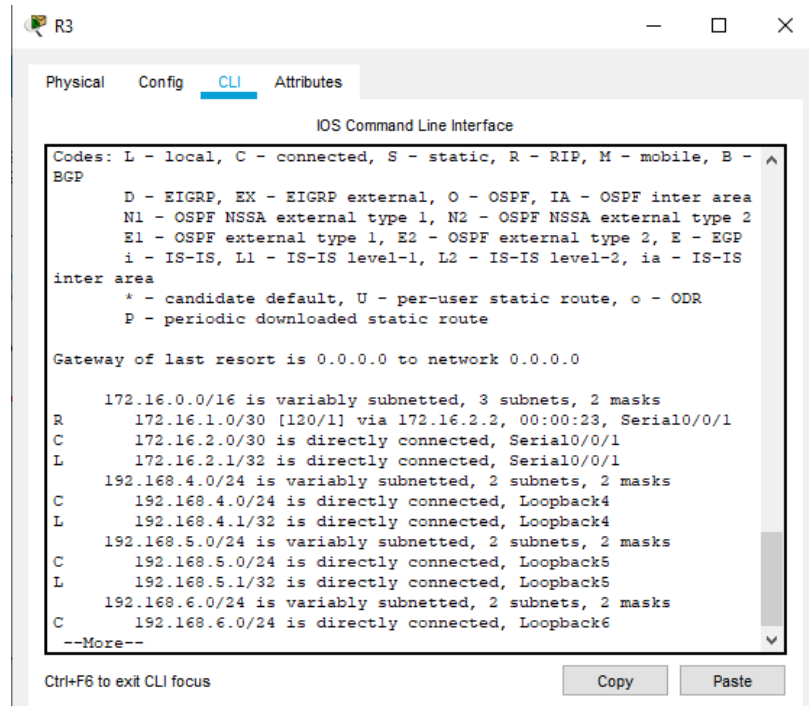 R3
Physical Config CLI Attributes
IOS Command Line Interface
Codes: L - local, C - connected, S - static, R - RIP, M - mobile, B -
BGP
D - EIGRP, EX - EIGRP external, O - OSPF, IA - OSPF inter area
N1 - OSPF NSSA external type 1, N2 - OSPF NSSA external type 2
E1 - OSPF external type 1, E2 - OSPF external type 2, E - EGP
i - IS-IS, L1 - IS-IS level-1, L2 - IS-IS level-2, ia - IS-IS
inter area
* - candidate default, U - per-user static route, o - ODR
P - periodic downloaded static route
Gateway of last resort is 0.0.0.0 to network 0.0.0.0
172.16.0.0/16 is variably subnetted, 3 subnets, 2 masks
R 172.16.1.0/30 [120/1] via 172.16.2.2, 00:00:23, Serial0/0/1
C 172.16.2.0/30 is directly connected, Serial0/0/1
L 172.16.2.1/32 is directly connected, Serial0/0/1
192.168.4.0/24 is variably subnetted, 2 subnets, 2 masks
C 192.168.4.0/24 is directly connected, Loopback4
L 192.168.4.1/32 is directly connected, Loopback4
192.168.5.0/24 is variably subnetted, 2 subnets, 2 masks
C 192.168.5.0/24 is directly connected, Loopback5
L 192.168.5.1/32 is directly connected, Loopback5
192.168.6.0/24 is variably subnetted, 2 subnets, 2 masks
C 192.168.6.0/24 is directly connected, Loopback6
--More--
Ctrl+F6 to exit CLI focus Copy Paste